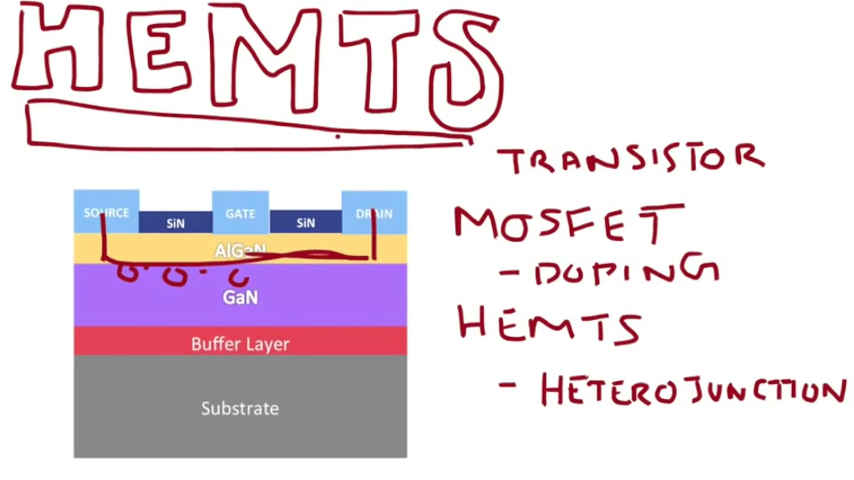 HEMTS
TRANSISTOR
MOSFET
- DOPING
HEMTS
- HETEROJUNCTION
SOURCE SiN GATE SiN DRAIN
AlGaN
GaN
Buffer Layer
Substrate